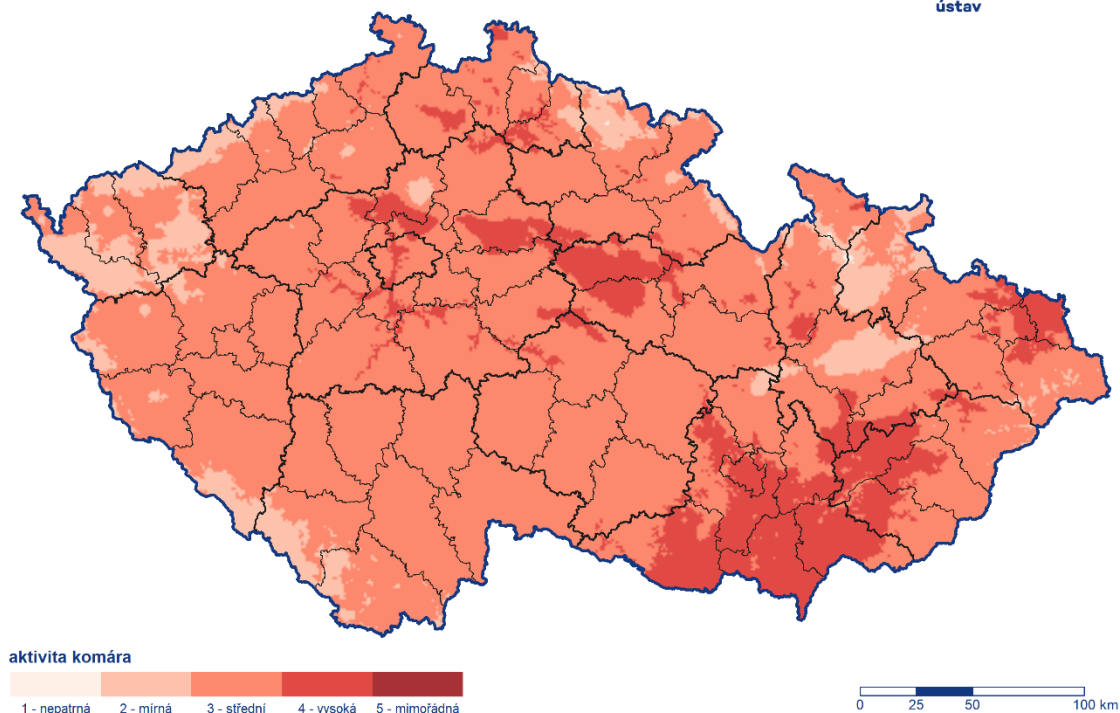 ústav
aktivita komára
1 - nepatrná 2 - mírná 3 - střední 4 - vysoká 5 - mimořádná
0 25 50 100 km